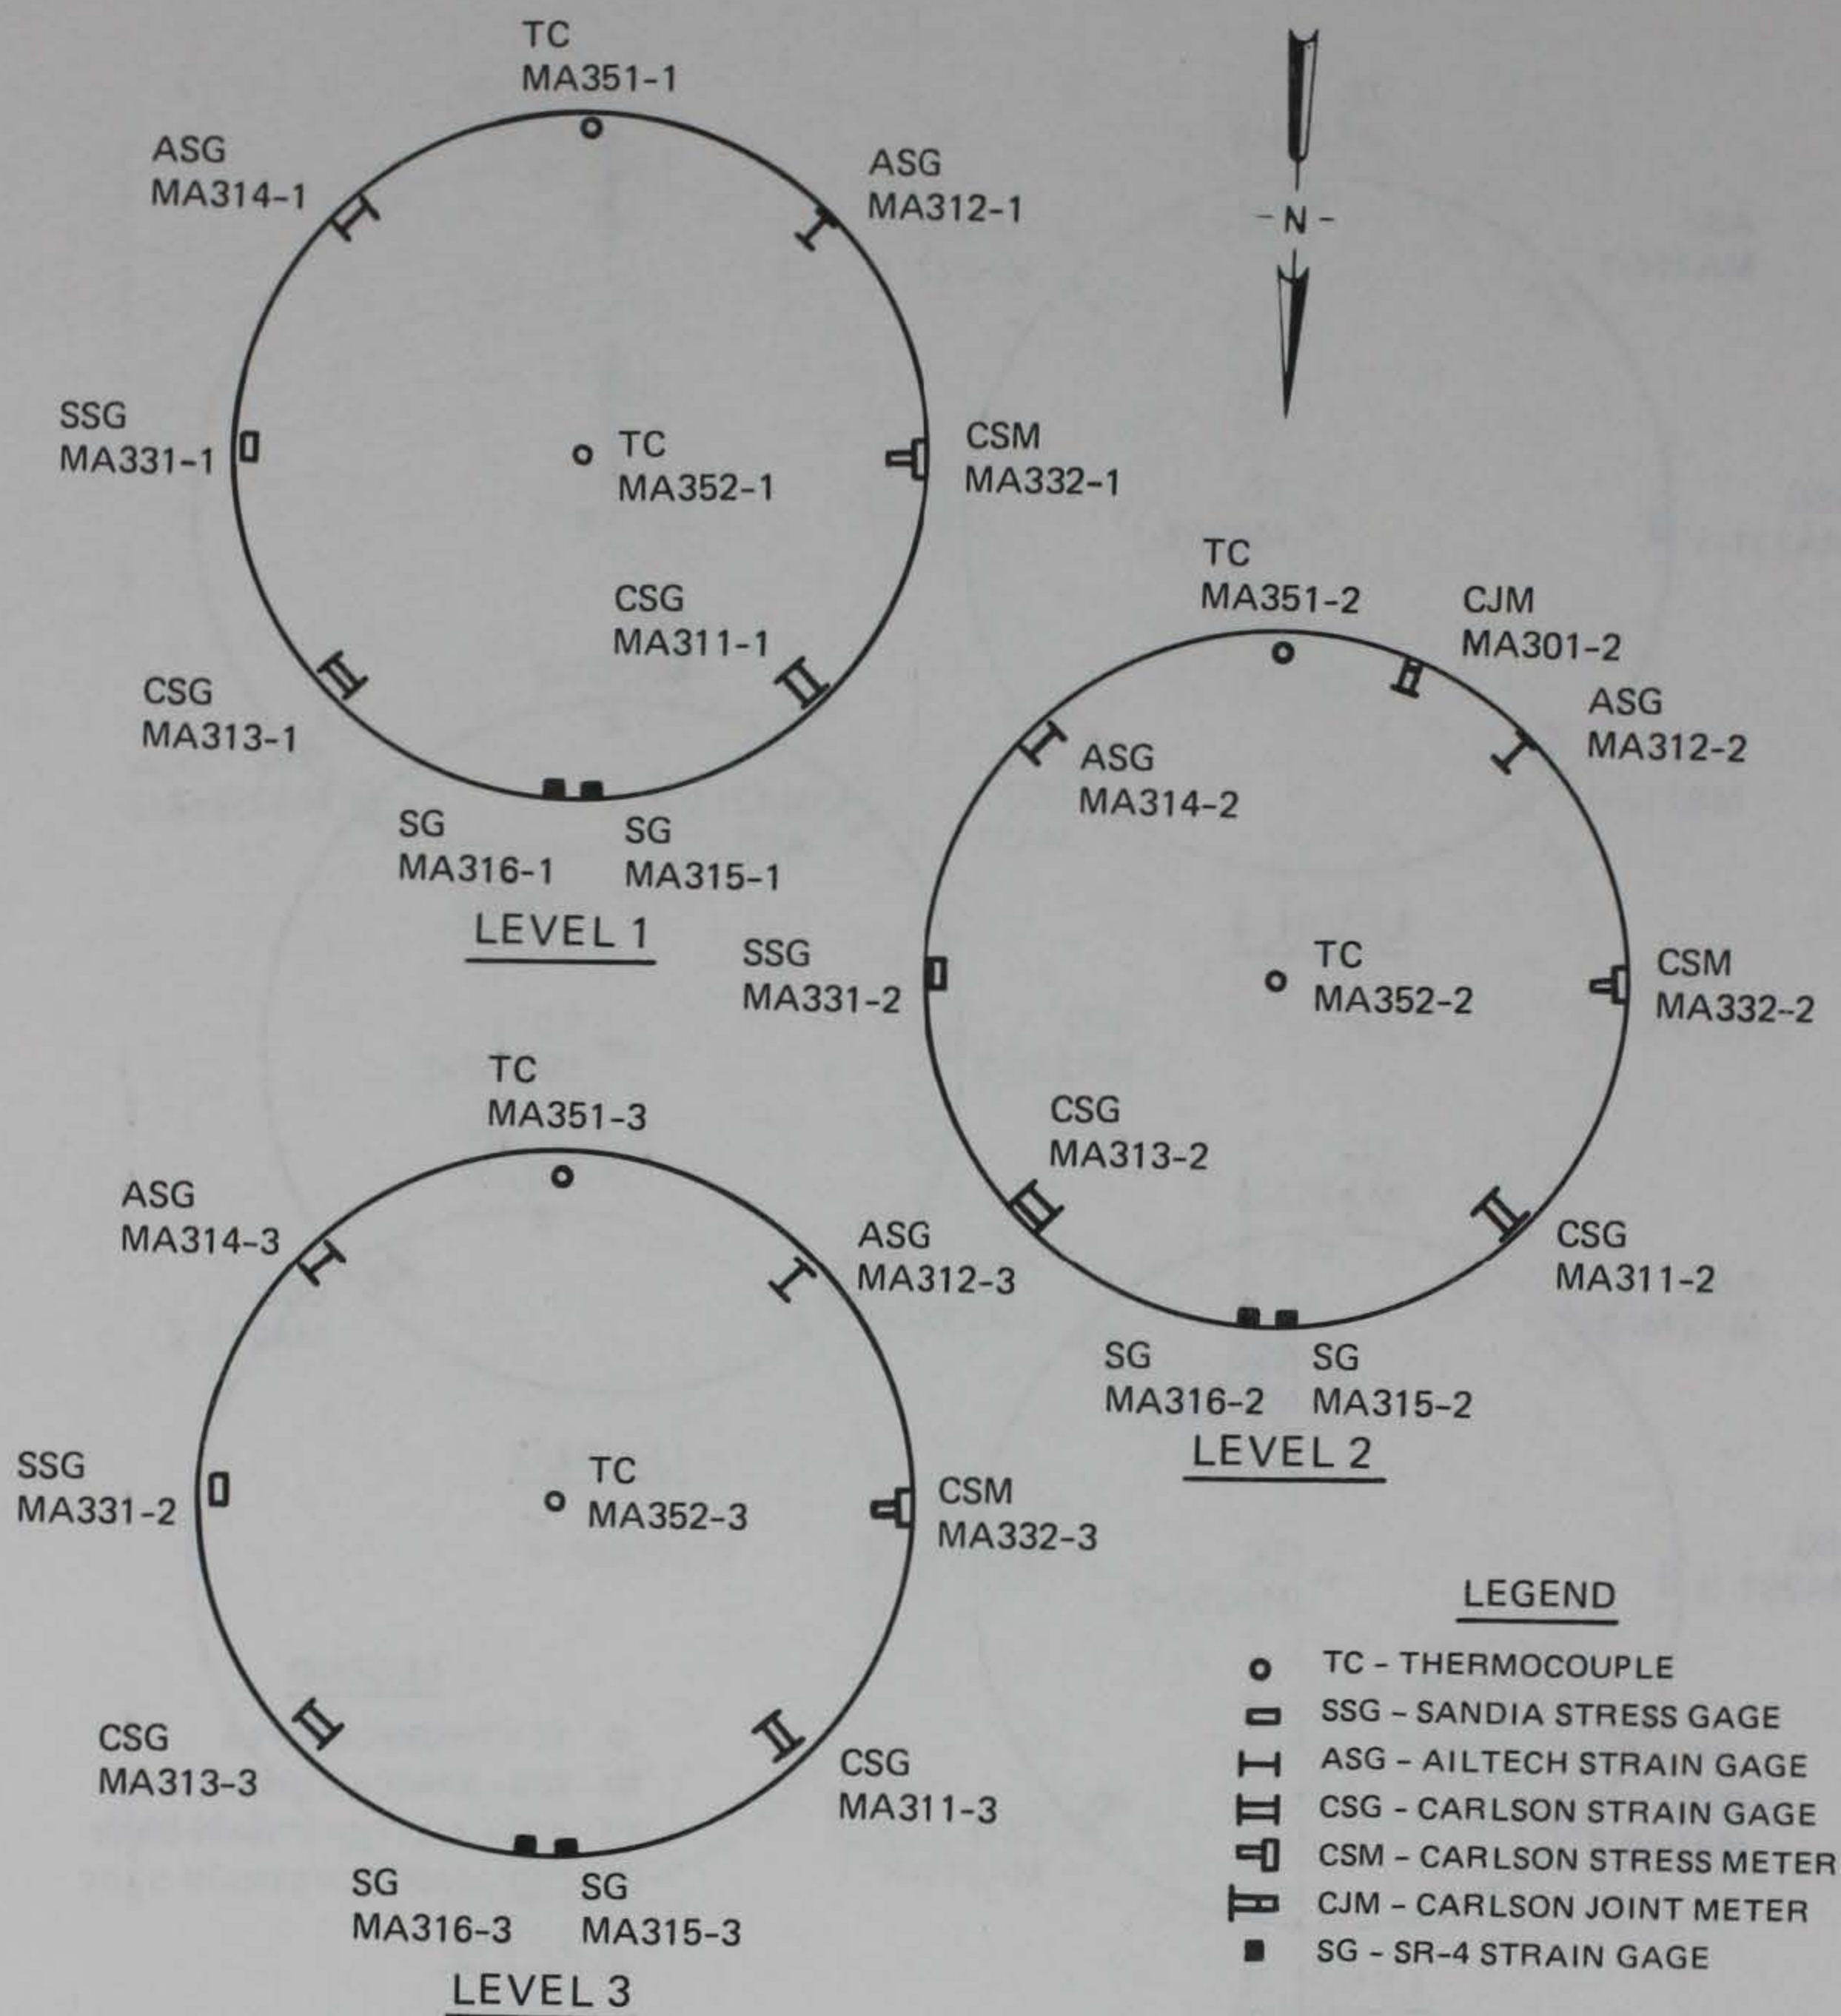 TC
MA351-1
ASG
MA314-1
ASG
MA312-1
- N -
SSG
MA331-1
TC
MA352-1
CSM
MA332-1
CSG
MA311-1
CSG
MA313-1
SG
MA316-1
SG
MA315-1
LEVEL 1
TC
MA351-2
CJM
MA301-2
ASG
MA312-2
ASG
MA314-2
SSG
MA331-2
TC
MA352-2
CSM
MA332-2
CSG
MA313-2
CSG
MA311-2
SG
MA316-2
SG
MA315-2
LEVEL 2
TC
MA351-3
ASG
MA314-3
ASG
MA312-3
SSG
MA331-2
TC
MA352-3
CSM
MA332-3
CSG
MA313-3
CSG
MA311-3
SG
MA316-3
SG
MA315-3
LEVEL 3
LEGEND
TC - THERMOCOUPLE
SSG - SANDIA STRESS GAGE
ASG - AILTECH STRAIN GAGE
CSG - CARLSON STRAIN GAGE
CSM - CARLSON STRESS METER
CJM - CARLSON JOINT METER
SG - SR-4 STRAIN GAGE